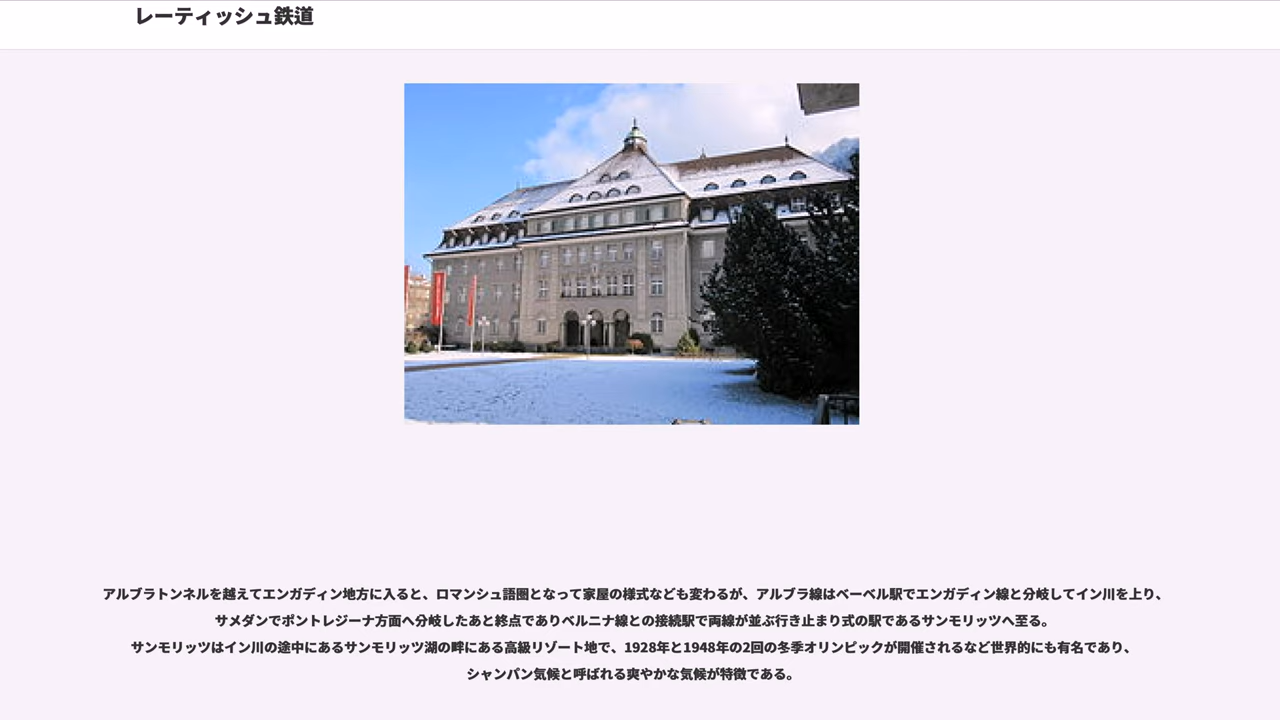 レーティッシュ鉄道
アルブラトンネルを越えてエンガディン地方に入ると、ロマンシュ語圏となって家屋の様式なども変わるが、アルブラ線はベーベル駅でエンガディン線と分岐してイン川を上り、
サメダンでポントレジーナ方面へ分岐したあと終点でありベルニナ線との接続駅で両線が並ぶ行き止まり式の駅であるサンモリッツへ至る。
サンモリッツはイン川の途中にあるサンモリッツ湖の畔にある高級リゾート地で、1928年と1948年の2回の冬季オリンピックが開催されるなど世界的にも有名であり、
シャンパン気候と呼ばれる爽やかな気候が特徴である。